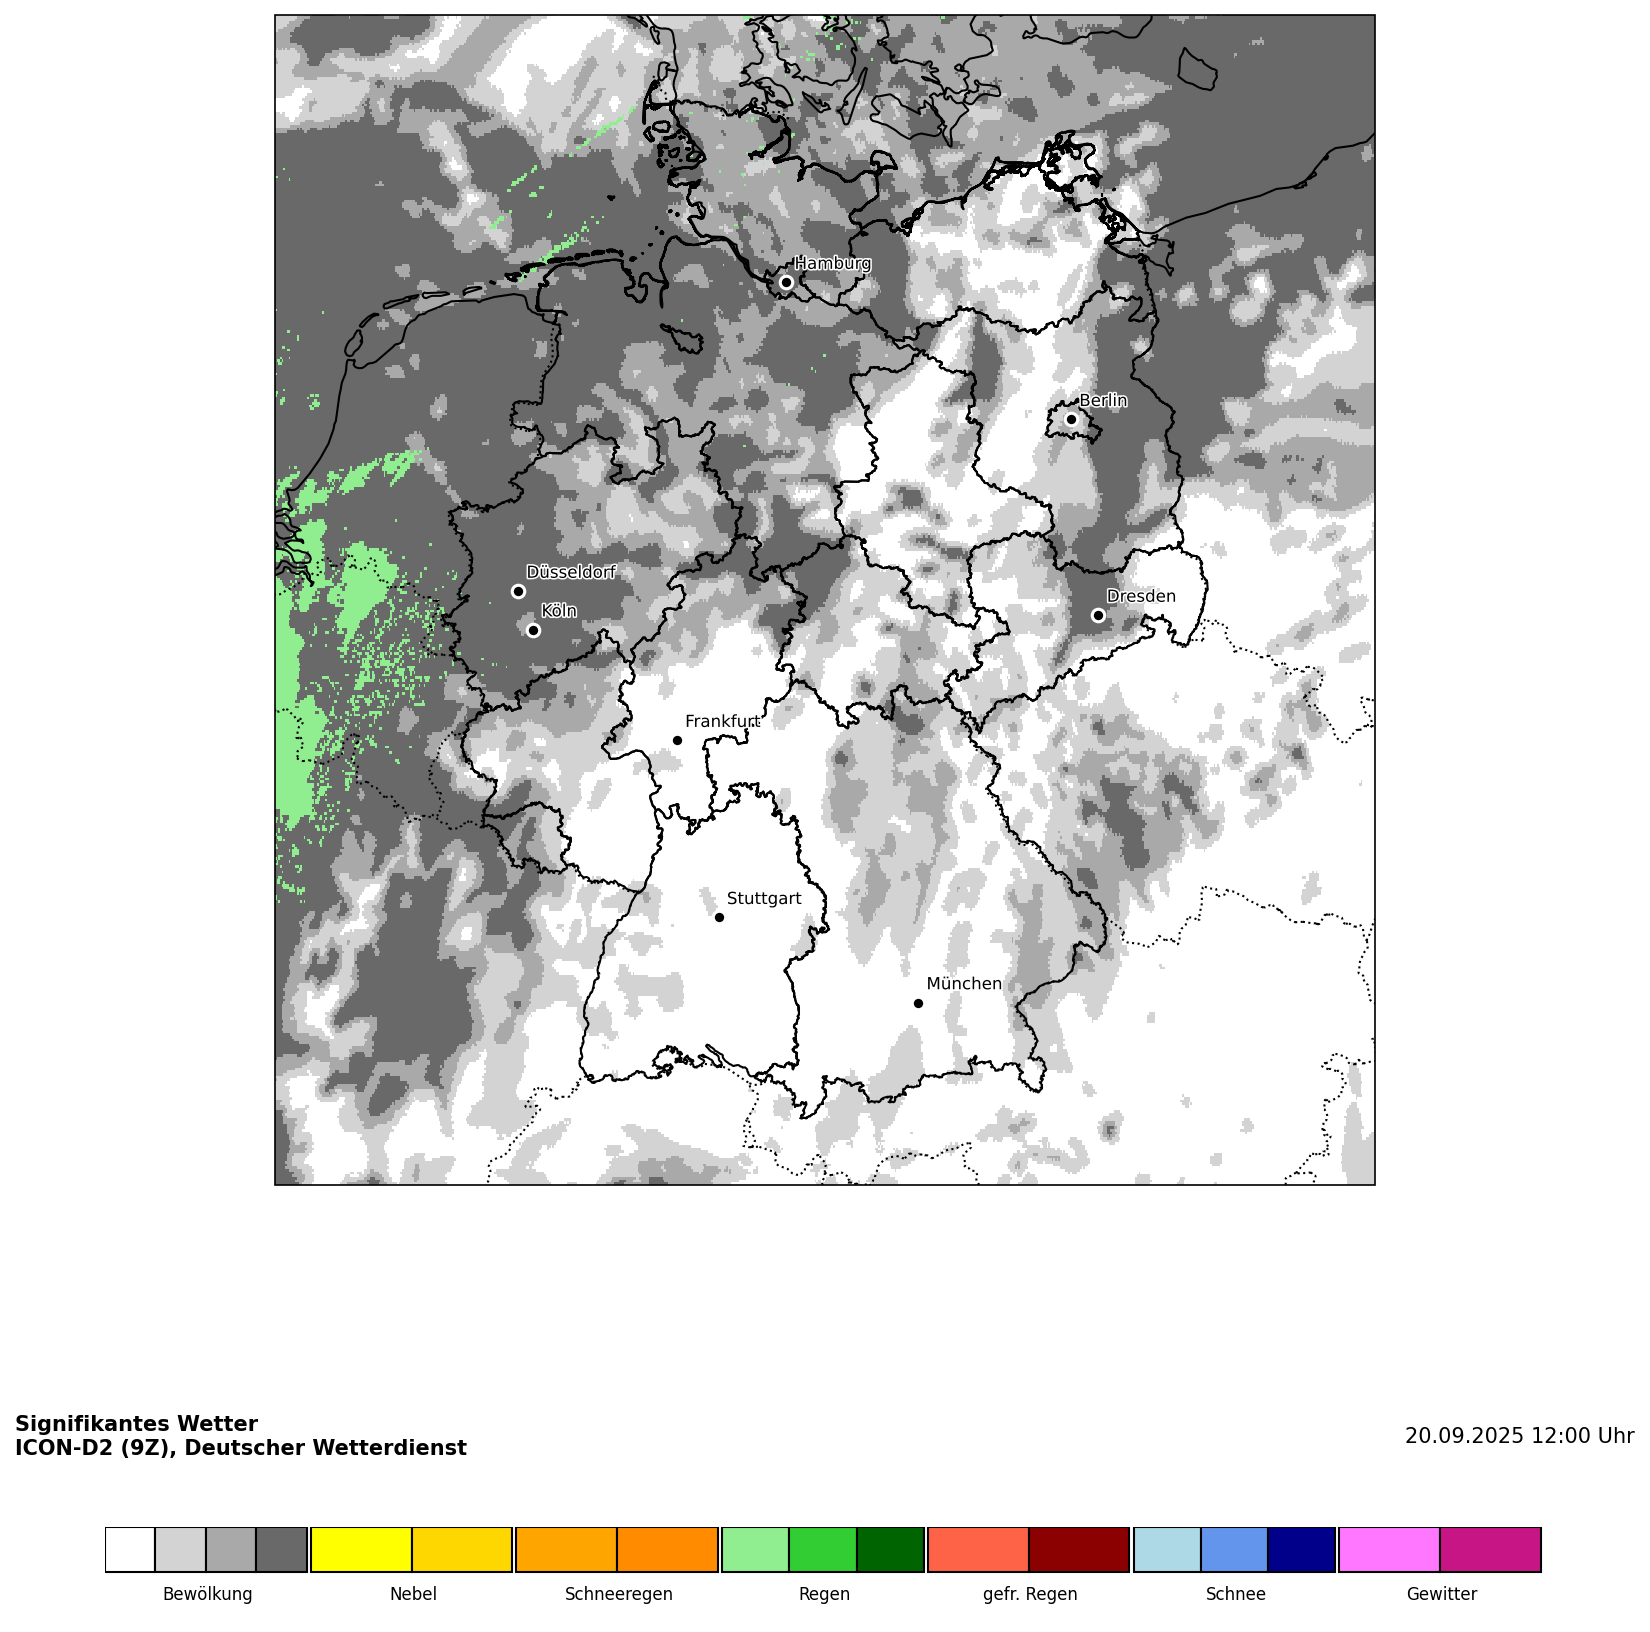 Hamburg
Berlin
Düsseldorf
Dresden
Köln
Frankfurt
Stuttgart
München
Signifikantes Wetter
ICON-D2 (9Z), Deutscher Wetterdienst
20.09.2025 12:00 Uhr
Bewölkung
Nebel
Schneeregen
Regen
gefr. Regen
Schnee
Gewitter